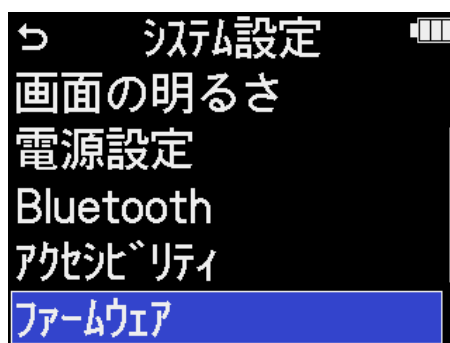 システム設定
画面の明るさ
電源設定
Bluetooth
アクセシビリティ
ファームウェア